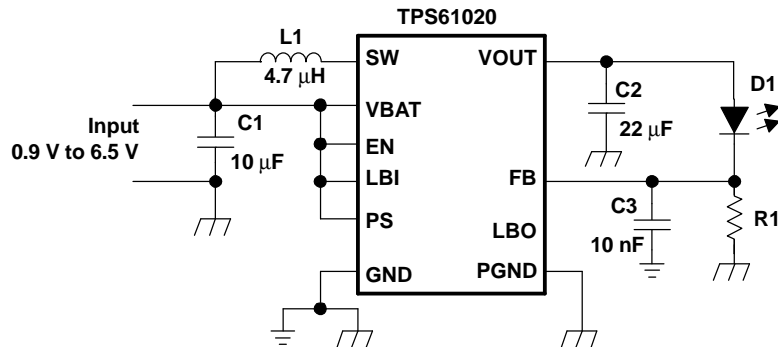 TPS61020
L1
4.7 μH
SW
VOUT
C2
22 μF
D1
Input
0.9 V to 6.5 V
C1
10 μF
VBAT
EN
LBI
PS
FB
C3
10 nF
LBO
R1
GND
PGND